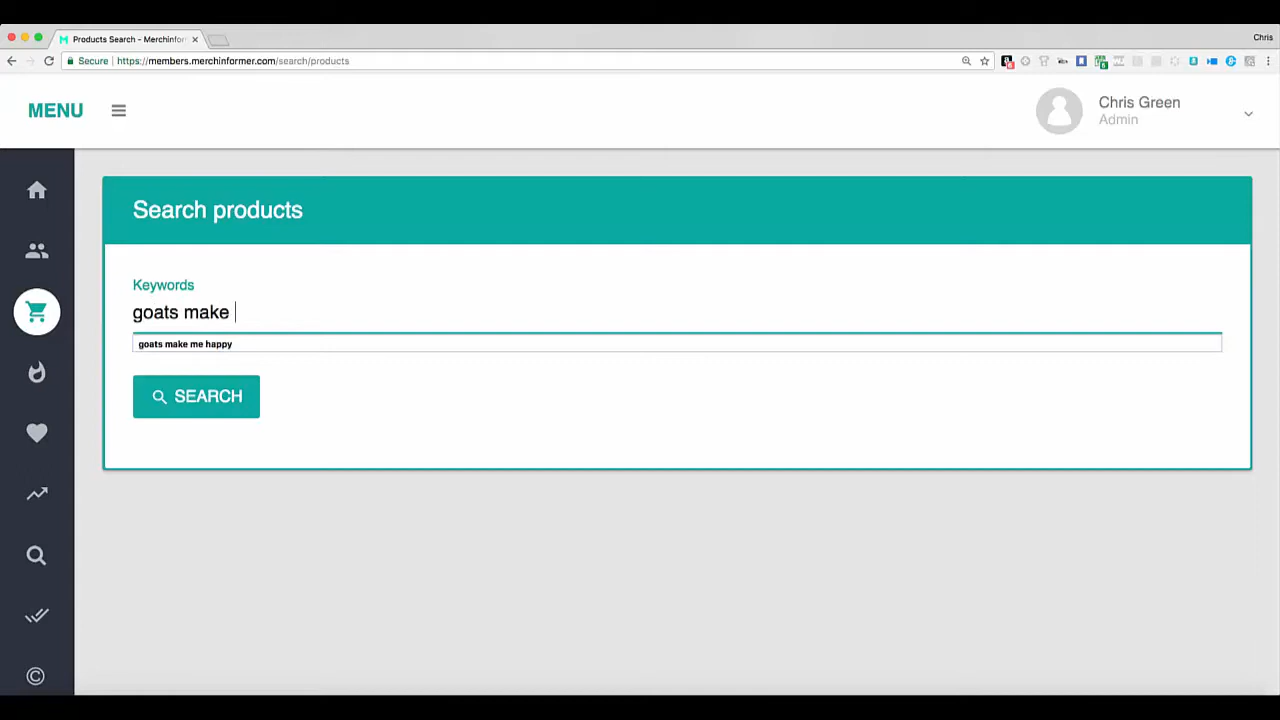 Products Search - Merchinfor
Chris
Secure
https://members.merchinformer.com/search/products
MENU
Chris Green
Admin
Search products
Keywords
goats make
goats make me happy
SEARCH